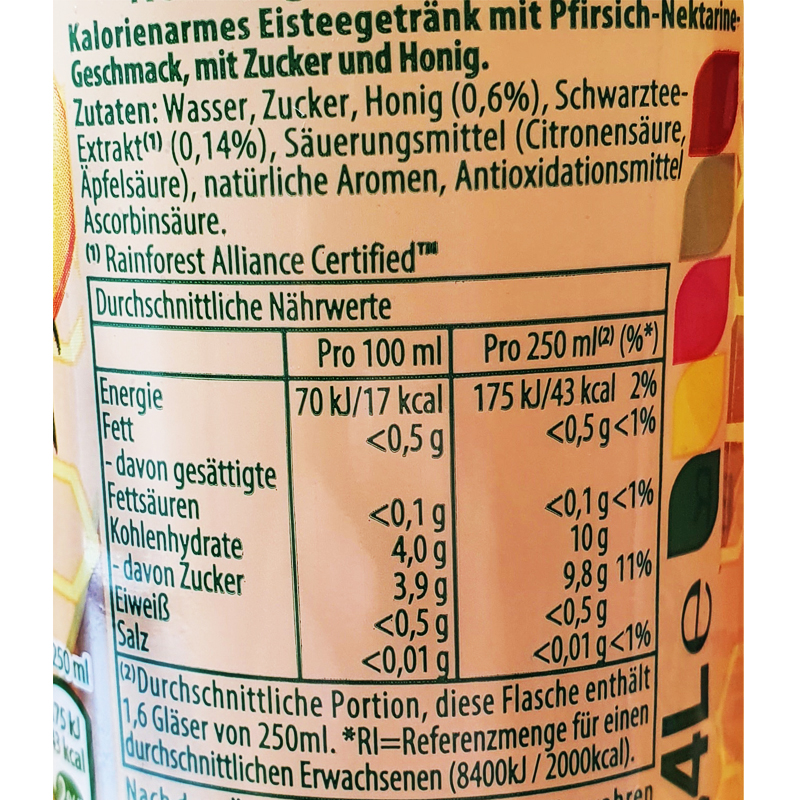 Kalorienarmes Eisteegetränk mit Pfirsich-Nektarine-
Geschmack, mit Zucker und Honig.
Zutaten: Wasser, Zucker, Honig (0,6%), Schwarztee-
Extrakt⁽¹⁾ (0,14%), Säuerungsmittel (Citronensäure,
Äpfelsäure), natürliche Aromen, Antioxidationsmittel
Ascorbinsäure.
⁽¹⁾ Rainforest Alliance Certified™
Durchschnittliche Nährwerte
Pro 100 ml Pro 250 ml⁽²⁾ (%*)
Energie 70 kJ/17 kcal 175 kJ/43 kcal 2%
Fett <0,5 g <0,5 g <1%
- davon gesättigte
Fettsäuren <0,1 g <0,1 g <1%
Kohlenhydrate 4,0 g 10 g
- davon Zucker 3,9 g 9,8 g 11%
Eiweiß <0,5 g <0,5 g
Salz <0,01 g <0,01 g <1%
⁽²⁾Durchschnittliche Portion, diese Flasche enthält
1,6 Gläser von 250ml. *RI=Referenzmenge für einen
durchschnittlichen Erwachsenen (8400kJ / 2000kcal).
Nach
250 ml
75 kJ
kcal
4L e